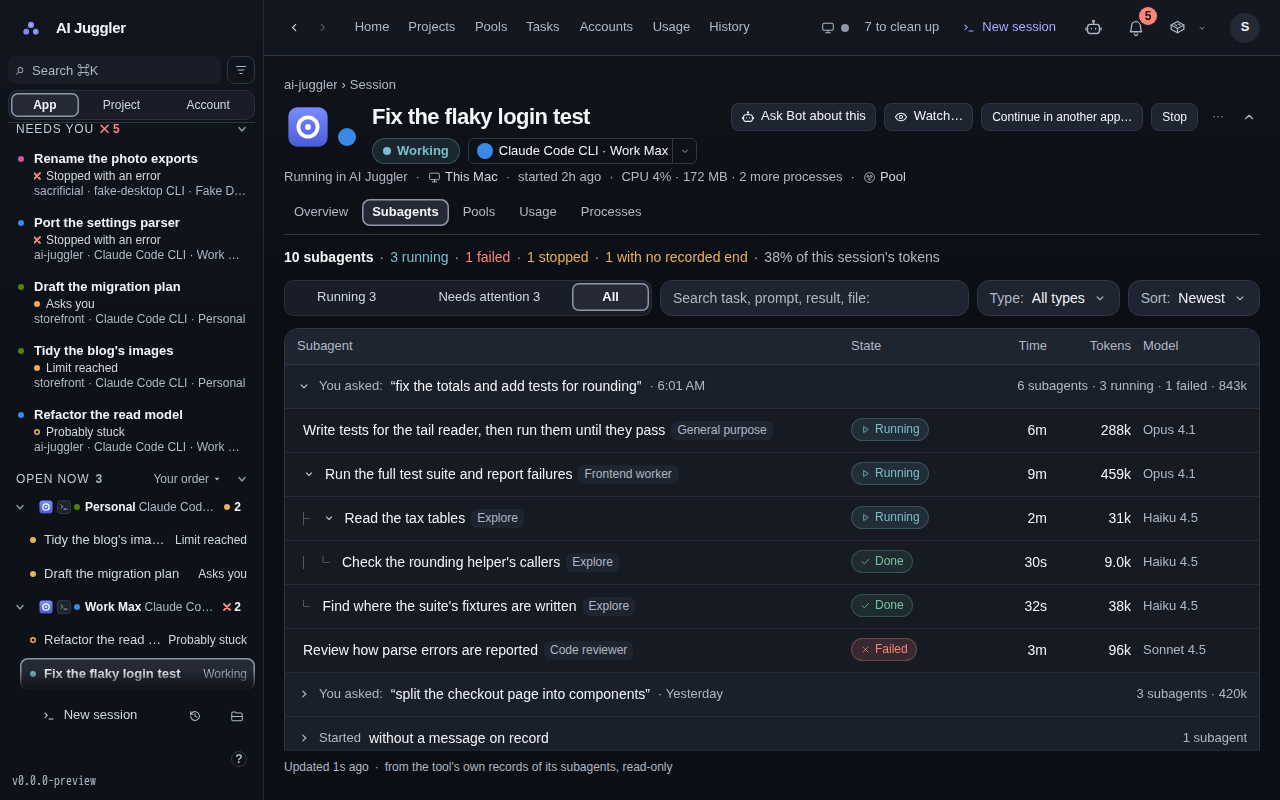 AI Juggler
Search ⌘K
App Project Account
NEEDS YOU 5
Rename the photo exports
Stopped with an error
sacrificial · fake-desktop CLI · Fake D…
Port the settings parser
Stopped with an error
ai-juggler · Claude Code CLI · Work …
Draft the migration plan
Asks you
storefront · Claude Code CLI · Personal
Tidy the blog's images
Limit reached
storefront · Claude Code CLI · Personal
Refactor the read model
Probably stuck
ai-juggler · Claude Code CLI · Work …
OPEN NOW 3 Your order
Personal Claude Cod… 2
Tidy the blog's ima… Limit reached
Draft the migration plan Asks you
Work Max Claude Co… 2
Refactor the read … Probably stuck
Fix the flaky login test Working
New session
?
v0.0.0-preview
Home Projects Pools Tasks Accounts Usage History 7 to clean up New session 5 S
ai-juggler › Session
Fix the flaky login test
Ask Bot about this Watch… Continue in another app… Stop
Working Claude Code CLI · Work Max
Running in AI Juggler · This Mac · started 2h ago · CPU 4% · 172 MB · 2 more processes · Pool
Overview Subagents Pools Usage Processes
10 subagents · 3 running · 1 failed · 1 stopped · 1 with no recorded end · 38% of this session's tokens
Running 3 Needs attention 3 All Search task, prompt, result, file: Type: All types Sort: Newest
Subagent State Time Tokens Model
You asked: “fix the totals and add tests for rounding” · 6:01 AM 6 subagents · 3 running · 1 failed · 843k
Write tests for the tail reader, then run them until they pass General purpose Running 6m 288k Opus 4.1
Run the full test suite and report failures Frontend worker Running 9m 459k Opus 4.1
Read the tax tables Explore Running 2m 31k Haiku 4.5
Check the rounding helper's callers Explore Done 30s 9.0k Haiku 4.5
Find where the suite's fixtures are written Explore Done 32s 38k Haiku 4.5
Review how parse errors are reported Code reviewer Failed 3m 96k Sonnet 4.5
You asked: “split the checkout page into components” · Yesterday 3 subagents · 420k
Started without a message on record 1 subagent
Updated 1s ago · from the tool's own records of its subagents, read-only